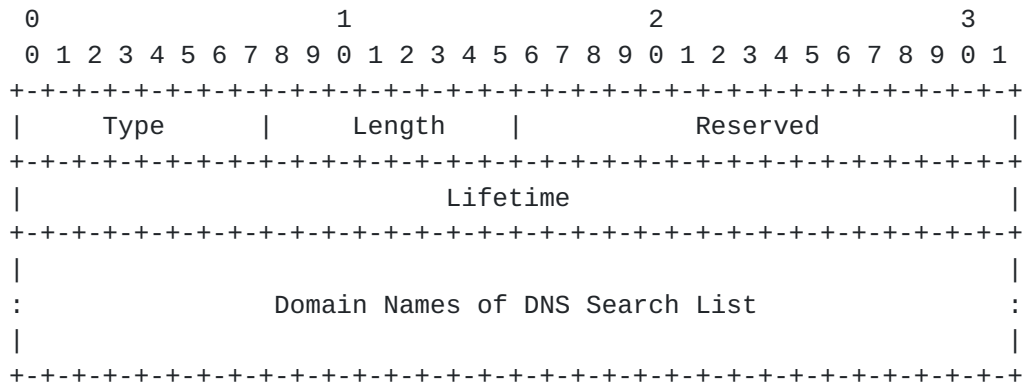 0                   1                   2                   3
 0 1 2 3 4 5 6 7 8 9 0 1 2 3 4 5 6 7 8 9 0 1 2 3 4 5 6 7 8 9 0 1
+-+-+-+-+-+-+-+-+-+-+-+-+-+-+-+-+-+-+-+-+-+-+-+-+-+-+-+-+-+-+-+-+
|     Type      |     Length    |           Reserved            |
+-+-+-+-+-+-+-+-+-+-+-+-+-+-+-+-+-+-+-+-+-+-+-+-+-+-+-+-+-+-+-+-+
|                           Lifetime                            |
+-+-+-+-+-+-+-+-+-+-+-+-+-+-+-+-+-+-+-+-+-+-+-+-+-+-+-+-+-+-+-+-+
|                                                               |
:                Domain Names of DNS Search List                :
|                                                               |
+-+-+-+-+-+-+-+-+-+-+-+-+-+-+-+-+-+-+-+-+-+-+-+-+-+-+-+-+-+-+-+-+